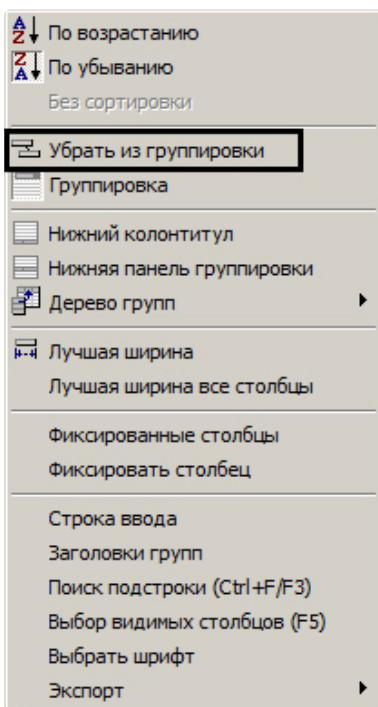 По возрастанию
По убыванию
Без сортировки
Убрать из группировки
Группировка
Нижний колонтитул
Нижняя панель группировки
Дерево групп
Лучшая ширина
Лучшая ширина все столбцы
Фиксированные столбцы
Фиксировать столбец
Строка ввода
Заголовки групп
Поиск подстроки (Ctrl+F/F3)
Выбор видимых столбцов (F5)
Выбрать шрифт
Экспорт